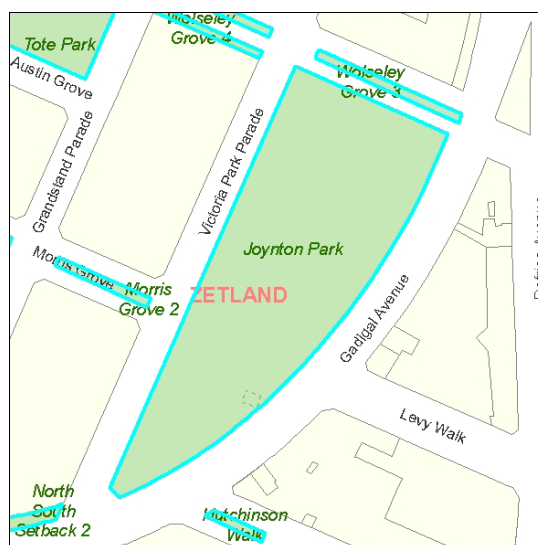 Wolseley
Grove 4
Tote Park
Austin Grove
Wolseley
Grove 3
Grandstand Parade
Victoria Park Parade
Joynton Park
Morris Grove
Morris
Grove 2
ZETLAND
Gadigal Avenue
Levy Walk
North
South
Setback 2
Hutchinson
Walk
Avenue